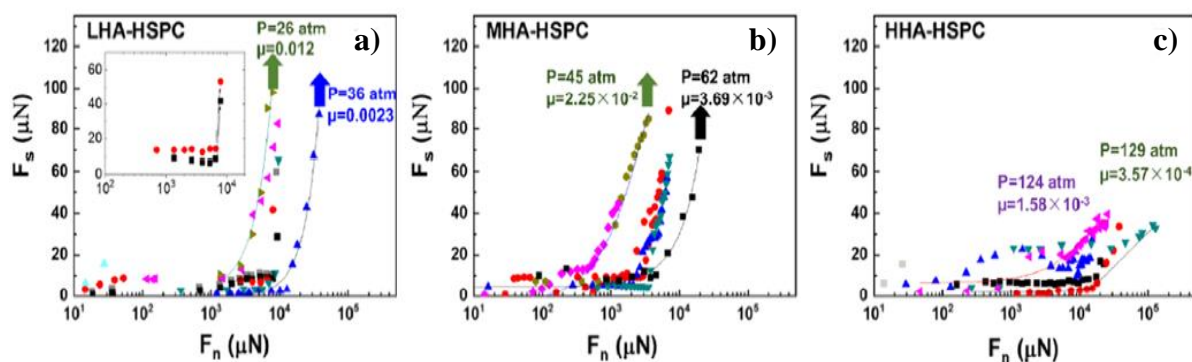 LHA-HSPC
a)
P=26 atm
μ=0.012
P=36 atm
μ=0.0023
60
40
20
0
10² 10³ 10⁴
120
100
80
60
40
20
0
Fₛ (μN)
10¹ 10² 10³ 10⁴ 10⁵
Fₙ (μN)
MHA-HSPC
b)
P=45 atm
μ=2.25×10⁻²
P=62 atm
μ=3.69×10⁻³
120
100
80
60
40
20
0
Fₛ (μN)
10¹ 10² 10³ 10⁴ 10⁵
Fₙ (μN)
HHA-HSPC
c)
P=129 atm
μ=3.57×10⁻⁴
P=124 atm
μ=1.58×10⁻³
120
100
80
60
40
20
0
Fₛ (μN)
10¹ 10² 10³ 10⁴ 10⁵
Fₙ (μN)